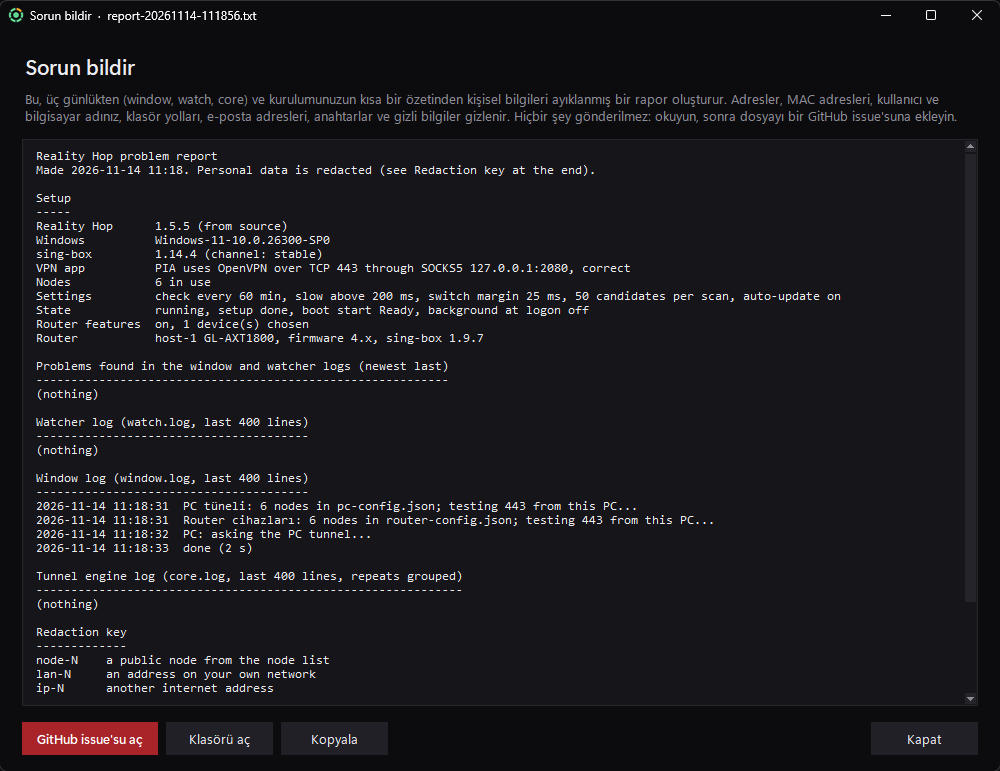 Sorun bildir · report-20261114-111856.txt
Sorun bildir
Bu, üç günlükten (window, watch, core) ve kurulumunuzun kısa bir özetinden kişisel bilgileri ayıklanmış bir rapor oluşturur. Adresler, MAC adresleri, kullanıcı ve
bilgisayar adınız, klasör yolları, e-posta adresleri, anahtarlar ve gizli bilgiler gizlenir. Hiçbir şey gönderilmez: okuyun, sonra dosyayı bir GitHub issue'suna ekleyin.
Reality Hop problem report
Made 2026-11-14 11:18. Personal data is redacted (see Redaction key at the end).
Setup
-----
Reality Hop      1.5.5 (from source)
Windows          Windows-11-10.0.26300-SP0
sing-box         1.14.4 (channel: stable)
VPN app          PIA uses OpenVPN over TCP 443 through SOCKS5 127.0.0.1:2080, correct
Nodes            6 in use
Settings         check every 60 min, slow above 200 ms, switch margin 25 ms, 50 candidates per scan, auto-update on
State            running, setup done, boot start Ready, background at logon off
Router features  on, 1 device(s) chosen
Router           host-1 GL-AXT1800, firmware 4.x, sing-box 1.9.7
Problems found in the window and watcher logs (newest last)
-----------------------------------------------------------
(nothing)
Watcher log (watch.log, last 400 lines)
---------------------------------------
(nothing)
Window log (window.log, last 400 lines)
---------------------------------------
2026-11-14 11:18:31  PC tüneli: 6 nodes in pc-config.json; testing 443 from this PC...
2026-11-14 11:18:31  Router cihazları: 6 nodes in router-config.json; testing 443 from this PC...
2026-11-14 11:18:32  PC: asking the PC tunnel...
2026-11-14 11:18:33  done (2 s)
Tunnel engine log (core.log, last 400 lines, repeats grouped)
-------------------------------------------------------------
(nothing)
Redaction key
-------------
node-N    a public node from the node list
lan-N     an address on your own network
ip-N      another internet address
GitHub issue'su aç
Klasörü aç
Kopyala
Kapat